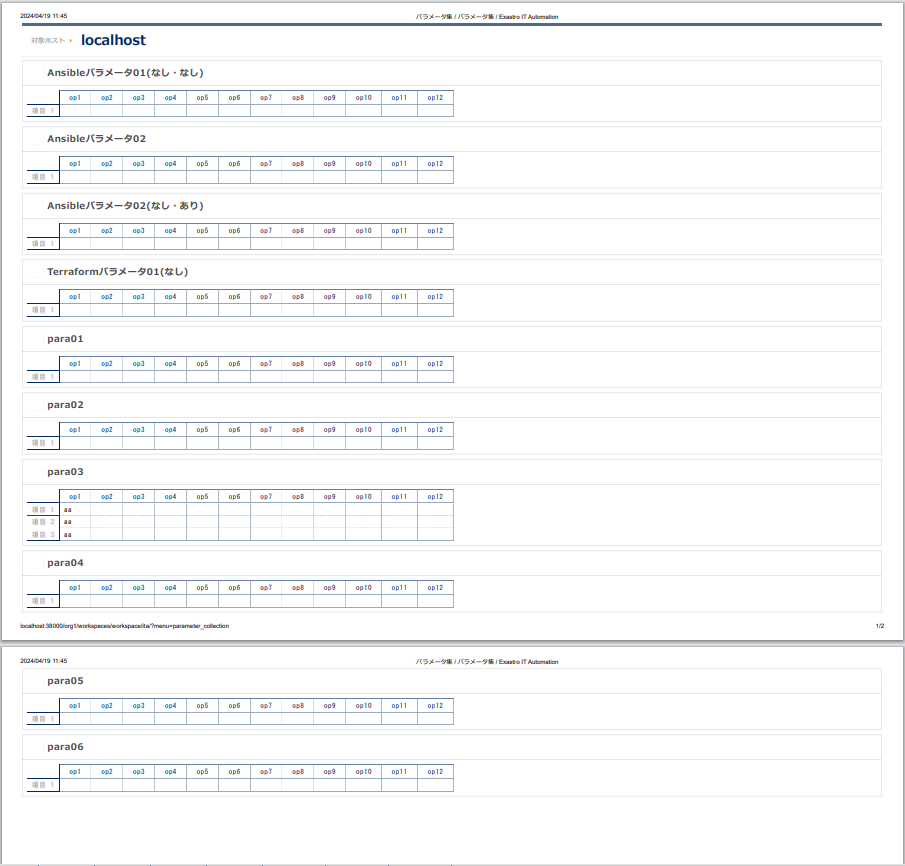 2024/04/19 11:45 パラメータ集 / パラメータ集 / Exastro IT Automation
対象ホスト localhost
Ansibleパラメータ01(なし・なし)
op1 op2 op3 op4 op5 op6 op7 op8 op9 op10 op11 op12
項目 1
Ansibleパラメータ02
op1 op2 op3 op4 op5 op6 op7 op8 op9 op10 op11 op12
項目 1
Ansibleパラメータ02(なし・あり)
op1 op2 op3 op4 op5 op6 op7 op8 op9 op10 op11 op12
項目 1
Terraformパラメータ01(なし)
op1 op2 op3 op4 op5 op6 op7 op8 op9 op10 op11 op12
項目 1
para01
op1 op2 op3 op4 op5 op6 op7 op8 op9 op10 op11 op12
項目 1
para02
op1 op2 op3 op4 op5 op6 op7 op8 op9 op10 op11 op12
項目 1
para03
op1 op2 op3 op4 op5 op6 op7 op8 op9 op10 op11 op12
項目 1 aa
項目 2 aa
項目 3 aa
para04
op1 op2 op3 op4 op5 op6 op7 op8 op9 op10 op11 op12
項目 1
localhost:38000/org1/workspaces/workspace/ita/?menu=parameter_collection 1/2
2024/04/19 11:45 パラメータ集 / パラメータ集 / Exastro IT Automation
para05
op1 op2 op3 op4 op5 op6 op7 op8 op9 op10 op11 op12
項目 1
para06
op1 op2 op3 op4 op5 op6 op7 op8 op9 op10 op11 op12
項目 1